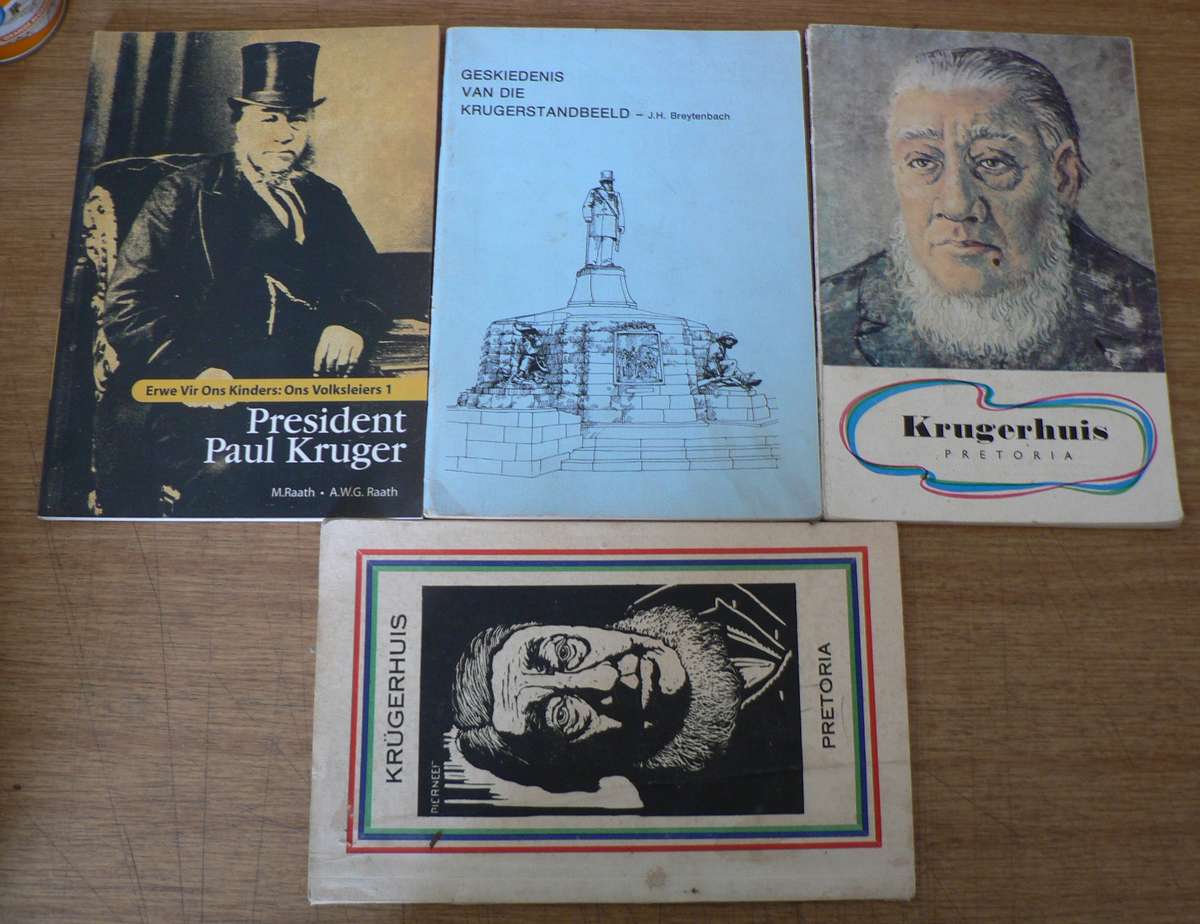 Erwe Vir Ons Kinders: Ons Volksleiers 1
President
Paul Kruger
M.Raath • A.W.G. Raath
GESKIEDENIS
VAN DIE
KRUGERSTANDBEELD – J.H. Breytenbach
Krugerhuis
PRETORIA
KRÜGERHUIS
PIERNEEF
PRETORIA